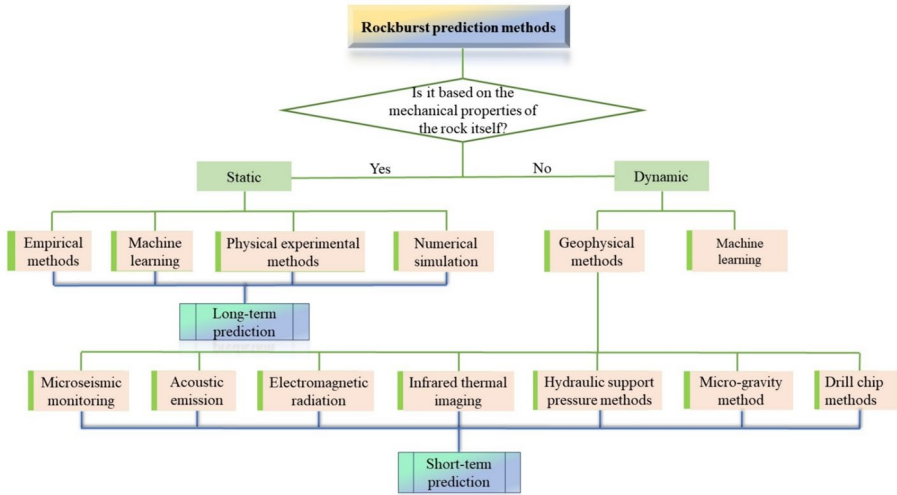 Rockburst prediction methods
Is it based on the
mechanical properties of
the rock itself?
Yes
No
Static
Dynamic
Empirical
methods
Machine
learning
Physical experimental
methods
Numerical
simulation
Geophysical
methods
Machine
learning
Long-term
prediction
Microseismic
monitoring
Acoustic
emission
Electromagnetic
radiation
Infrared thermal
imaging
Hydraulic support
pressure methods
Micro-gravity
method
Drill chip
methods
Short-term
prediction